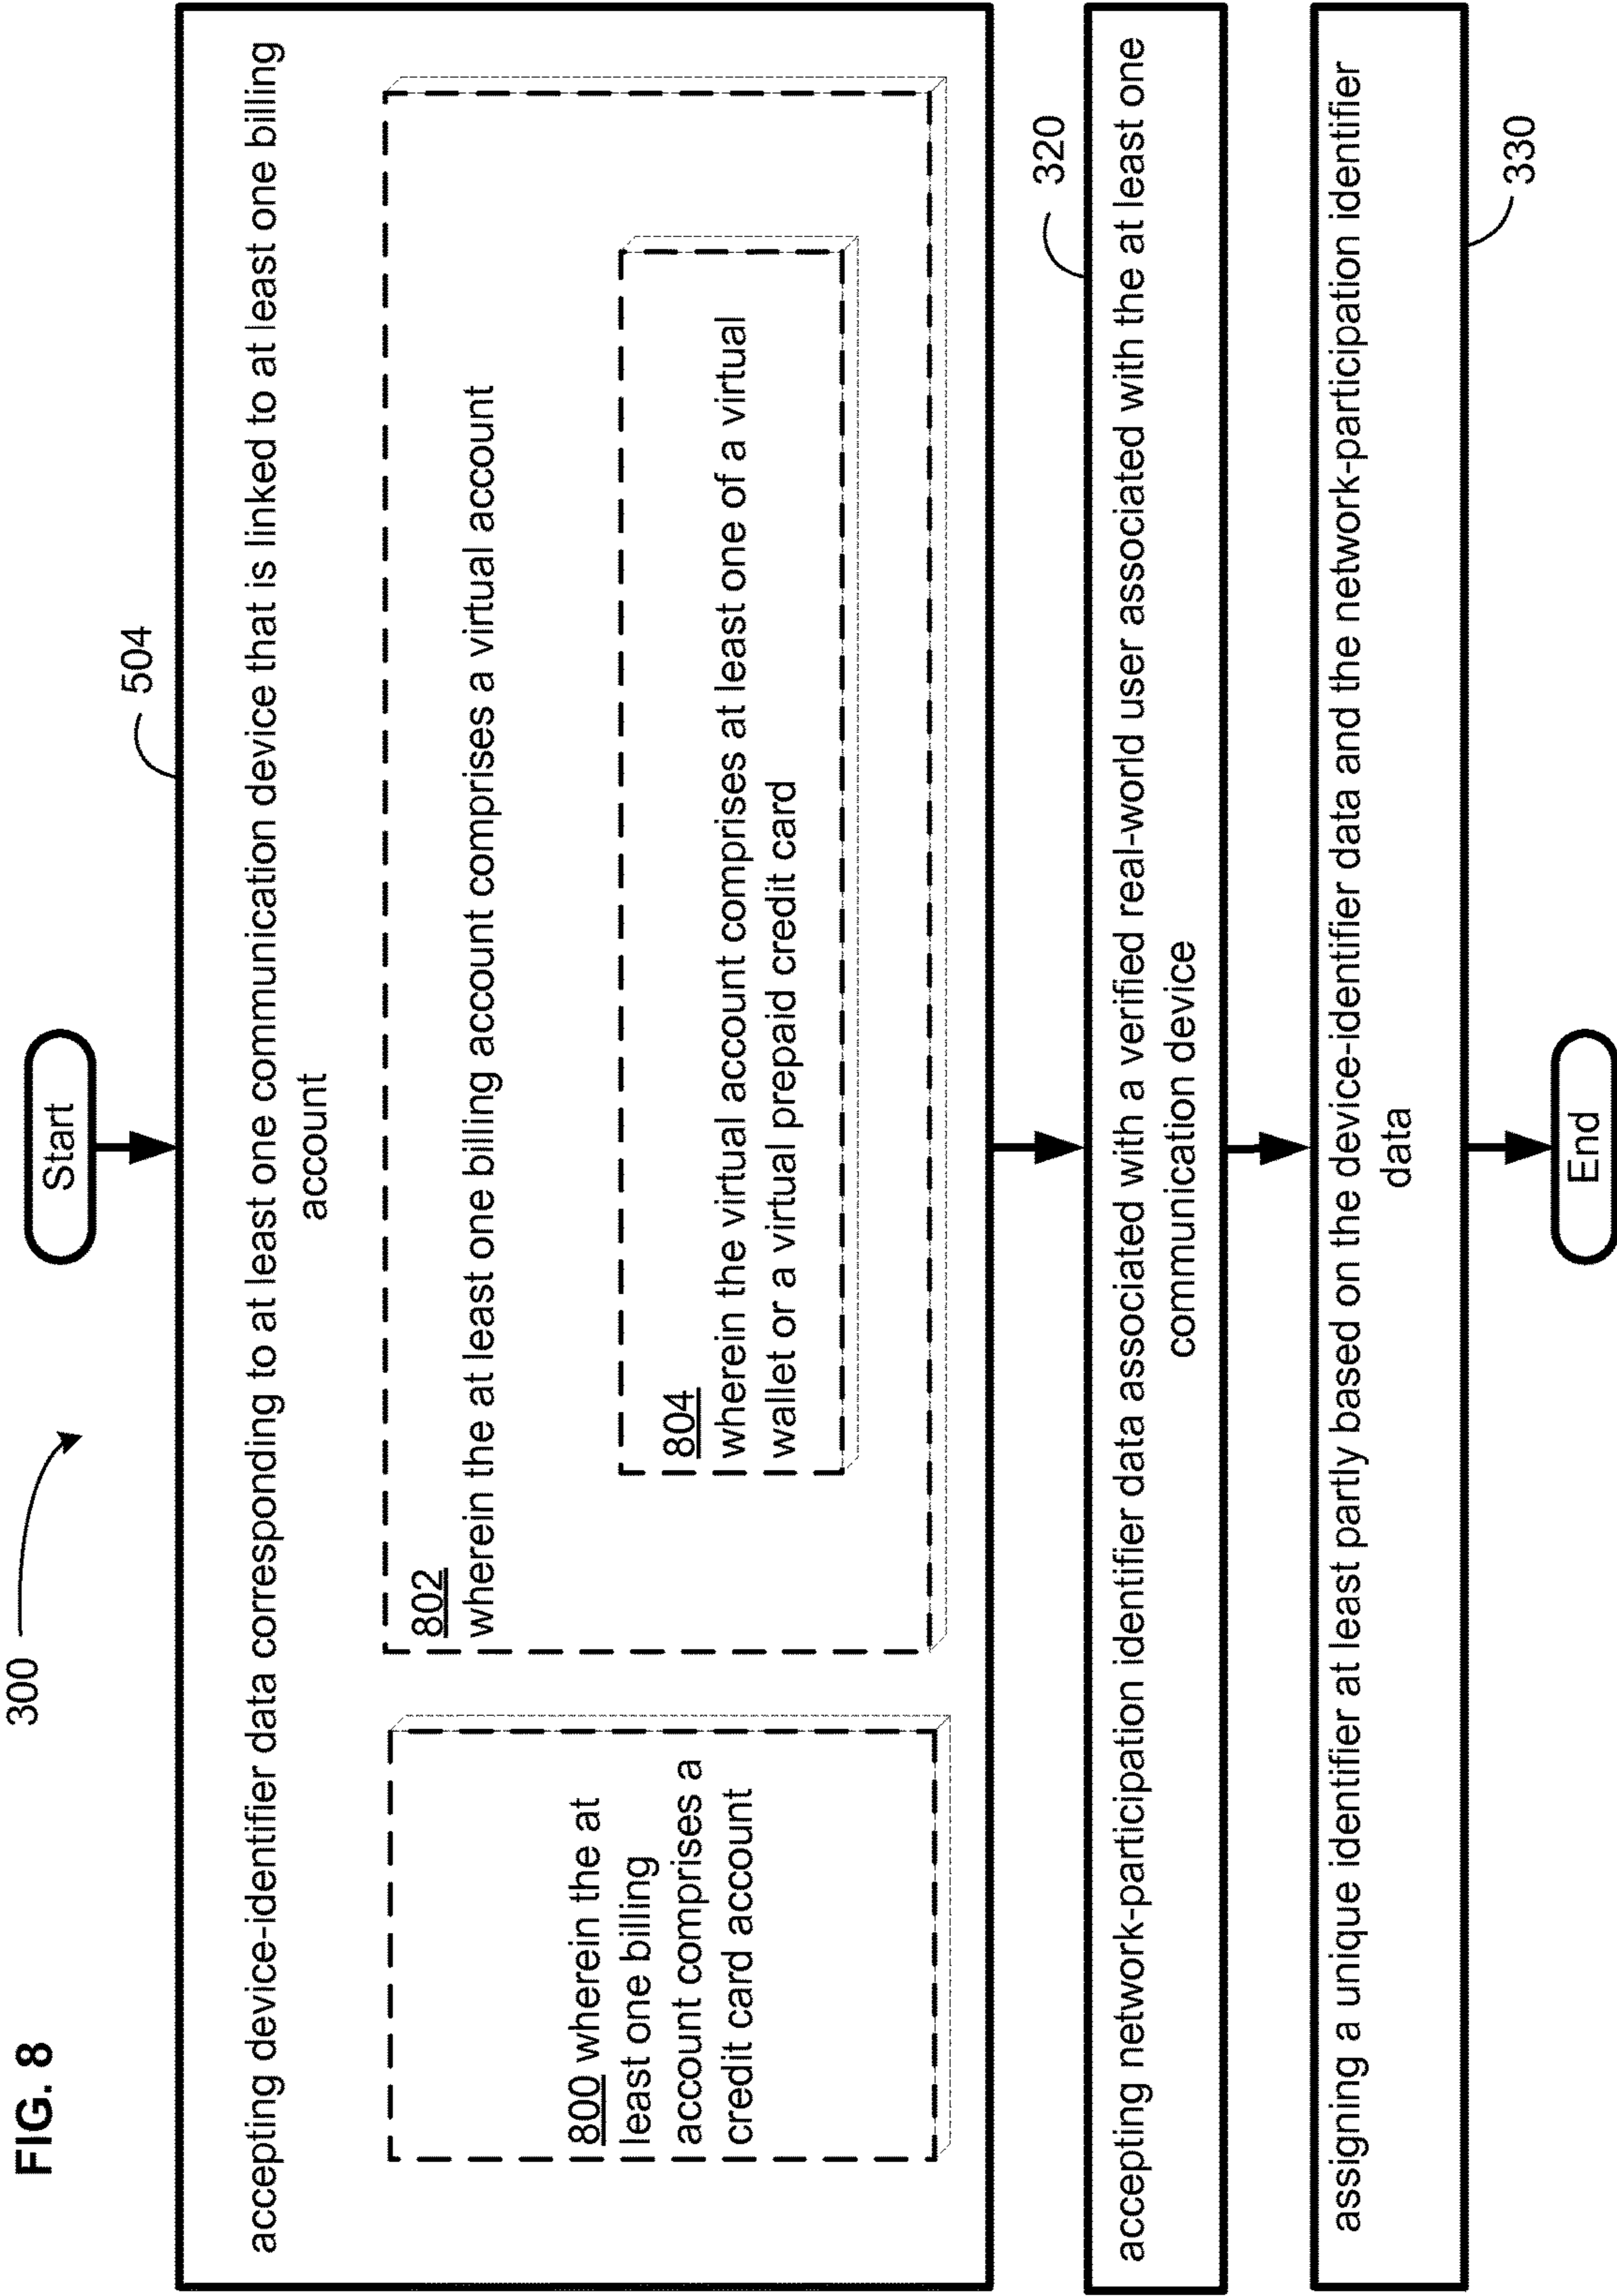 FIG. 8
300
Start
504
accepting device-identifier data corresponding to at least one communication device that is linked to at least one billing
account
800 wherein the at
least one billing
account comprises a
credit card account
802
wherein the at least one billing account comprises a virtual account
804
wherein the virtual account comprises at least one of a virtual
wallet or a virtual prepaid credit card
320
accepting network-participation identifier data associated with a verified real-world user associated with the at least one
communication device
assigning a unique identifier at least partly based on the device-identifier data and the network-participation identifier
data
330
End